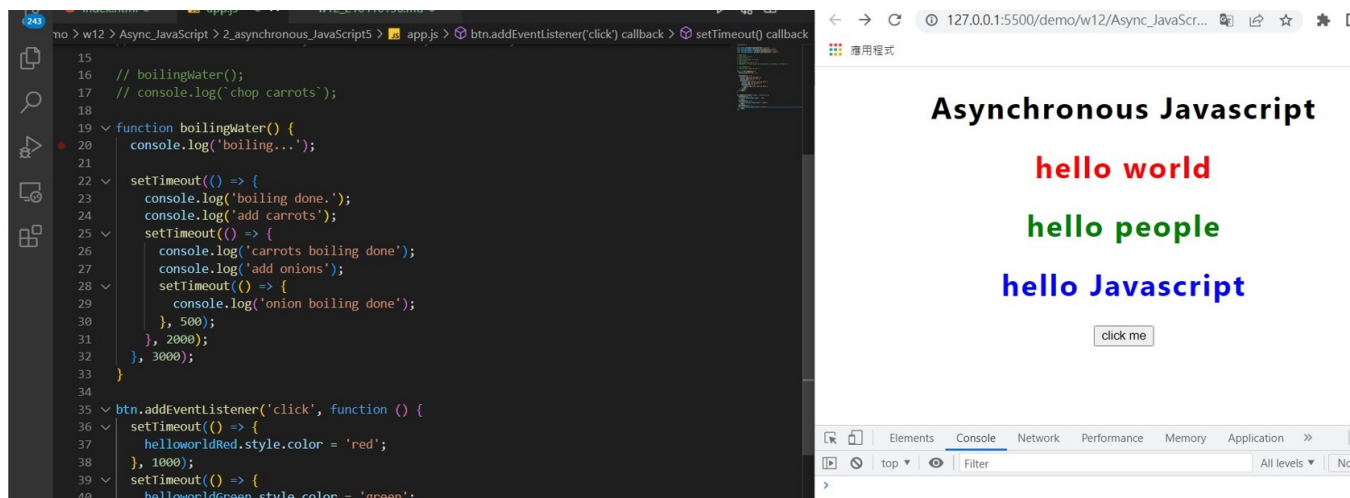 243
mo > w12 > Async_JavaScript > 2_asynchronous_JavaScript5 > JS app.js > btn.addEventListener('click') callback > setTimeout() callback
15
16 // boilingWater();
17 // console.log(`chop carrots`);
18
19 function boilingWater() {
20 console.log('boiling...');
21
22 setTimeout(() => {
23 console.log('boiling done.');
24 console.log('add carrots');
25 setTimeout(() => {
26 console.log('carrots boiling done');
27 console.log('add onions');
28 setTimeout(() => {
29 console.log('onion boiling done');
30 }, 500);
31 }, 2000);
32 }, 3000);
33 }
34
35 btn.addEventListener('click', function () {
36 setTimeout(() => {
37 helloworldRed.style.color = 'red';
38 }, 1000);
39 setTimeout(() => {
40 helloworldGreen.style.color = 'green';
127.0.0.1:5500/demo/w12/Async_JavaScr...
應用程式
Asynchronous Javascript
hello world
hello people
hello Javascript
click me
Elements Console Network Performance Memory Application »
top ▼ Filter All levels ▼ No
>